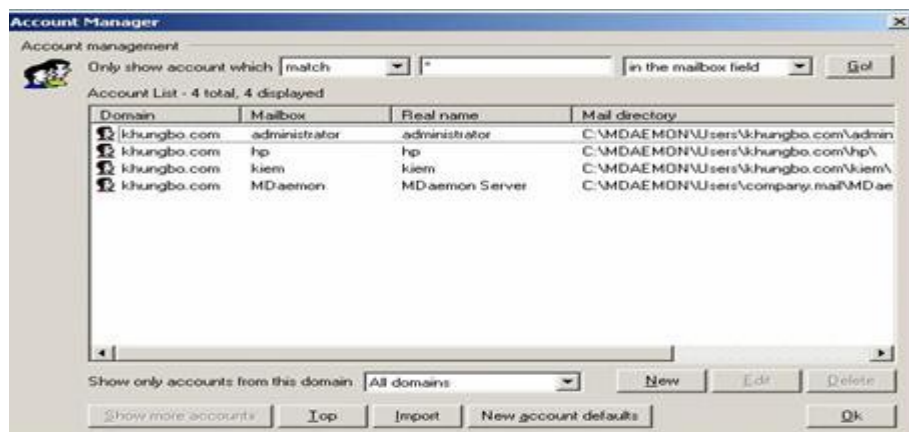 Account Manager
Account management
Only show account which match * in the mailbox field Go!
Account List - 4 total, 4 displayed
Domain Mailbox Real name Mail directory
khungbo.com administrator administrator C:\MDAEMON\Users\khungbo.com\admin
khungbo.com hp hp C:\MDAEMON\Users\khungbo.com\hp\
khungbo.com kiem kiem C:\MDAEMON\Users\khungbo.com\kiem\
khungbo.com MDaemon MDaemon Server C:\MDAEMON\Users\company.mail\MDae
Show only accounts from this domain All domains New Edit Delete
Show more accounts Top Import New account defaults Ok